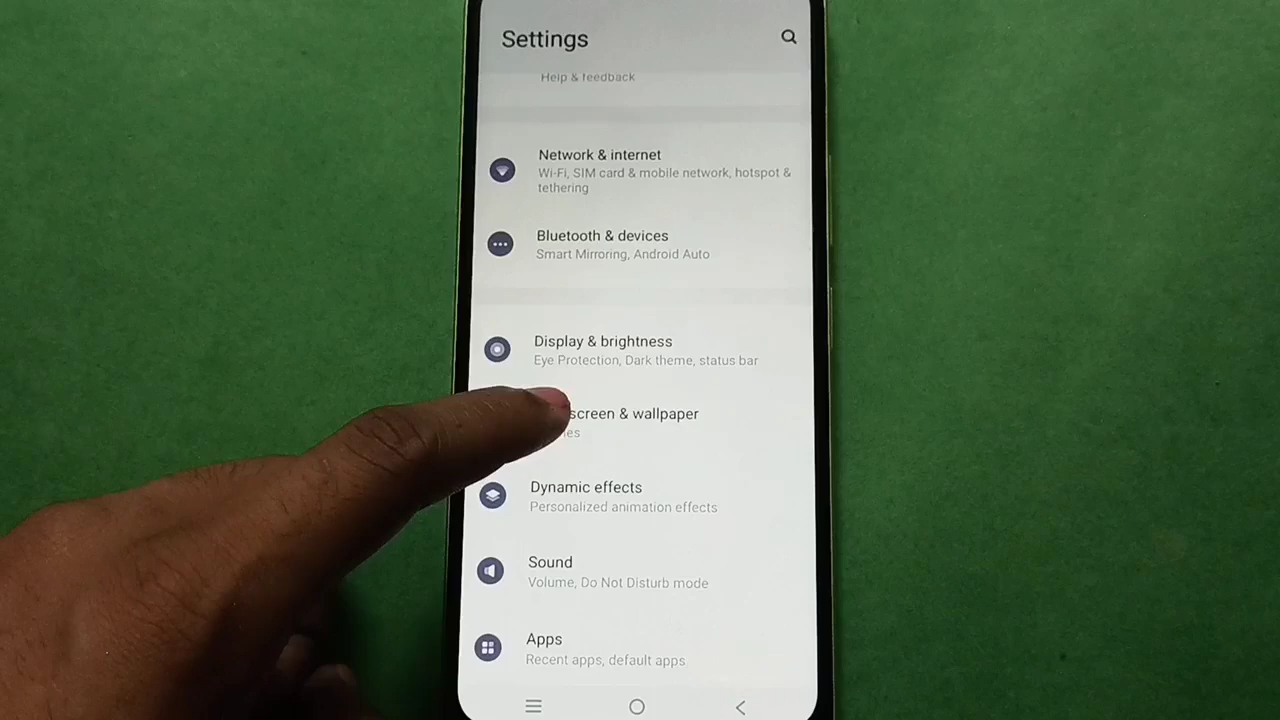 Settings
Help & feedback
Network & internet
Wi-Fi, SIM card & mobile network, hotspot &
tethering
Bluetooth & devices
Smart Mirroring, Android Auto
Display & brightness
Eye Protection, Dark theme, status bar
screen & wallpaper
Dynamic effects
Personalized animation effects
Sound
Volume, Do Not Disturb mode
Apps
Recent apps, default apps